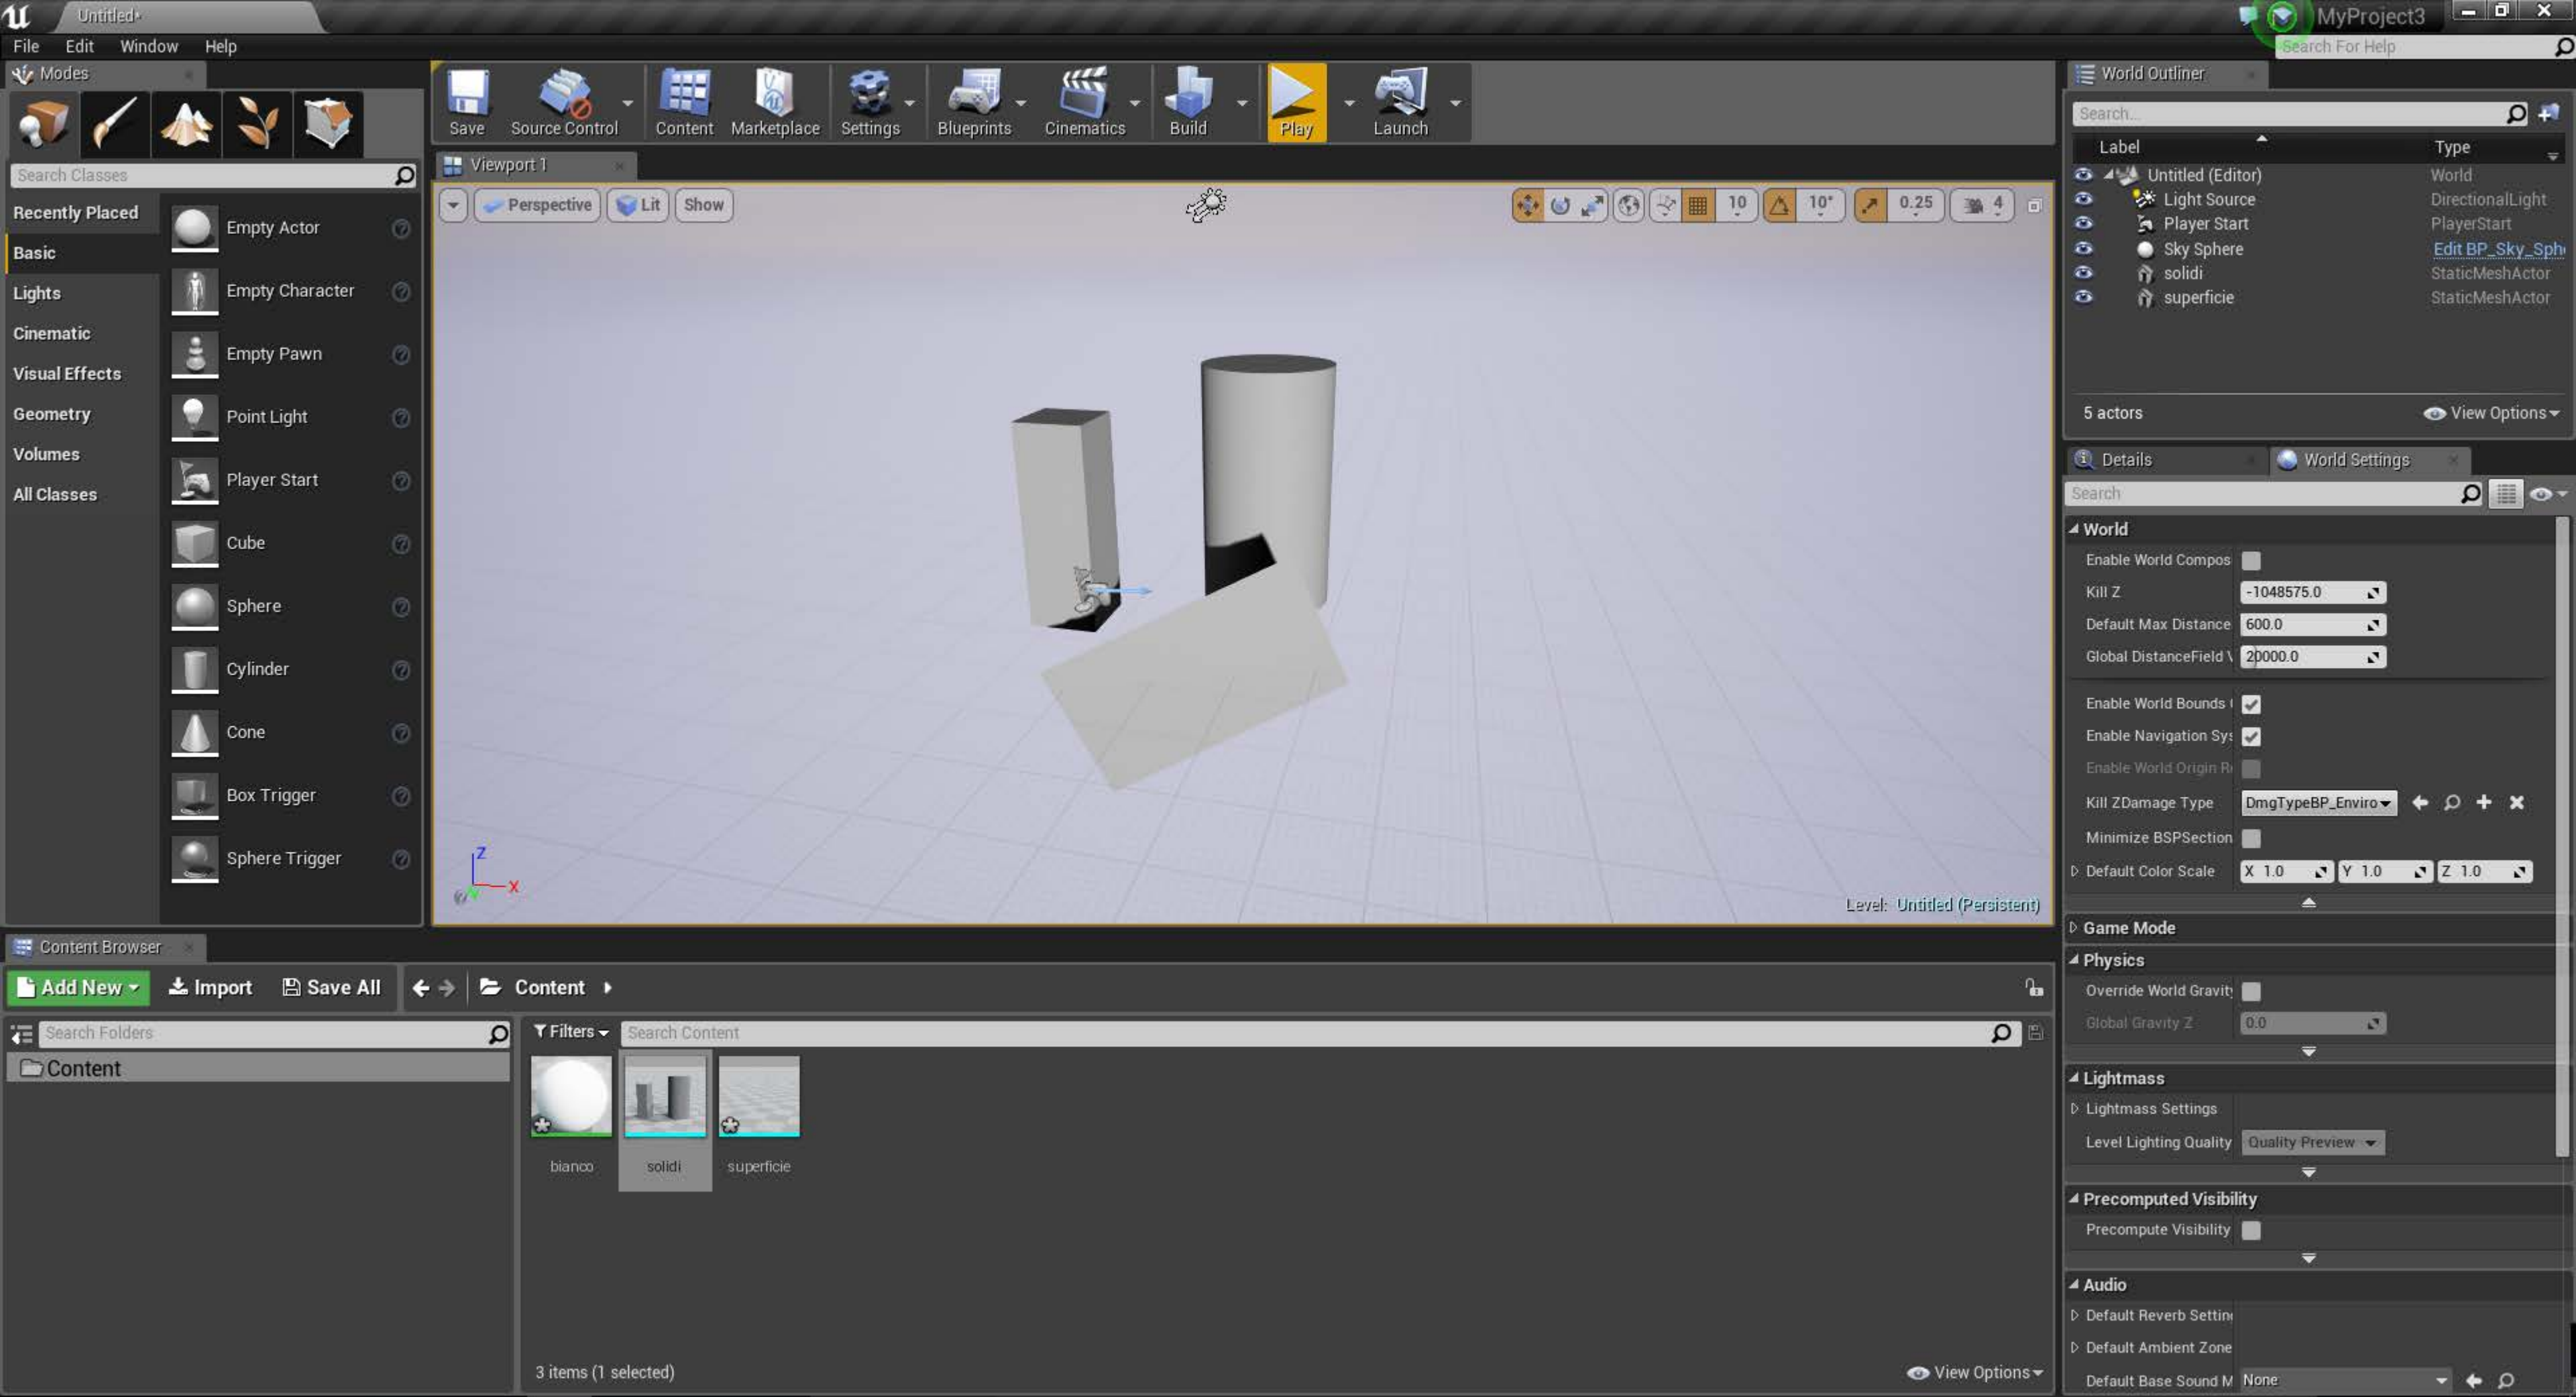 Untitled*
MyProject3
File Edit Window Help
Search For Help
Modes
Search Classes
Recently Placed
Basic
Lights
Cinematic
Visual Effects
Geometry
Volumes
All Classes
Empty Actor
Empty Character
Empty Pawn
Point Light
Player Start
Cube
Sphere
Cylinder
Cone
Box Trigger
Sphere Trigger
Save Source Control Content Marketplace Settings Blueprints Cinematics Build Play Launch
Viewport 1
Perspective Lit Show 10 10° 0.25 4
Z
X
Y
Level: Untitled (Persistent)
World Outliner
Search...
Label Type
Untitled (Editor) World
Light Source DirectionalLight
Player Start PlayerStart
Sky Sphere Edit BP_Sky_Sph
solidi StaticMeshActor
superficie StaticMeshActor
5 actors View Options
Details World Settings
Search
World
Enable World Compos
Kill Z -1048575.0
Default Max Distance 600.0
Global DistanceField 20000.0
Enable World Bounds
Enable Navigation Sys
Enable World Origin R
Kill ZDamage Type DmgTypeBP_Enviro
Minimize BSPSection
Default Color Scale X 1.0 Y 1.0 Z 1.0
Game Mode
Physics
Override World Gravit
Global Gravity Z 0.0
Lightmass
Lightmass Settings
Level Lighting Quality Quality Preview
Precomputed Visibility
Precompute Visibility
Audio
Default Reverb Settin
Default Ambient Zone
Default Base Sound M None
Content Browser
Add New Import Save All Content
Search Folders
Content
Filters Search Content
bianco solidi superficie
3 items (1 selected) View Options